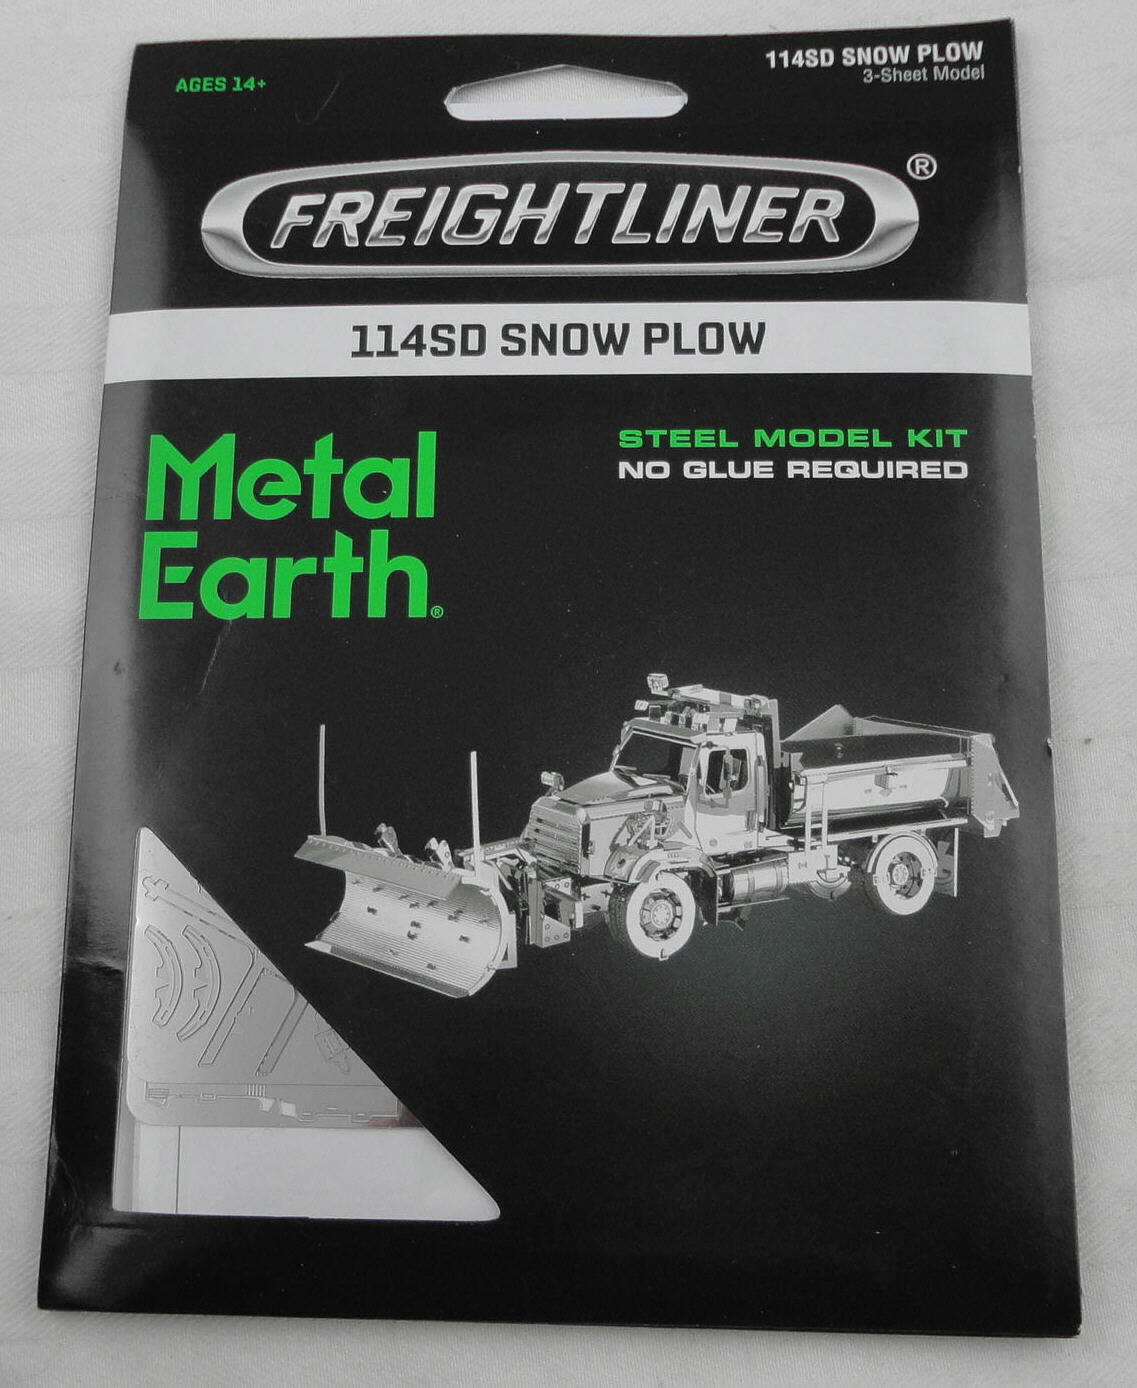 AGES 14+
114SD SNOW PLOW
3-Sheet Model
FREIGHTLINER®
114SD SNOW PLOW
Metal
Earth®
STEEL MODEL KIT
NO GLUE REQUIRED